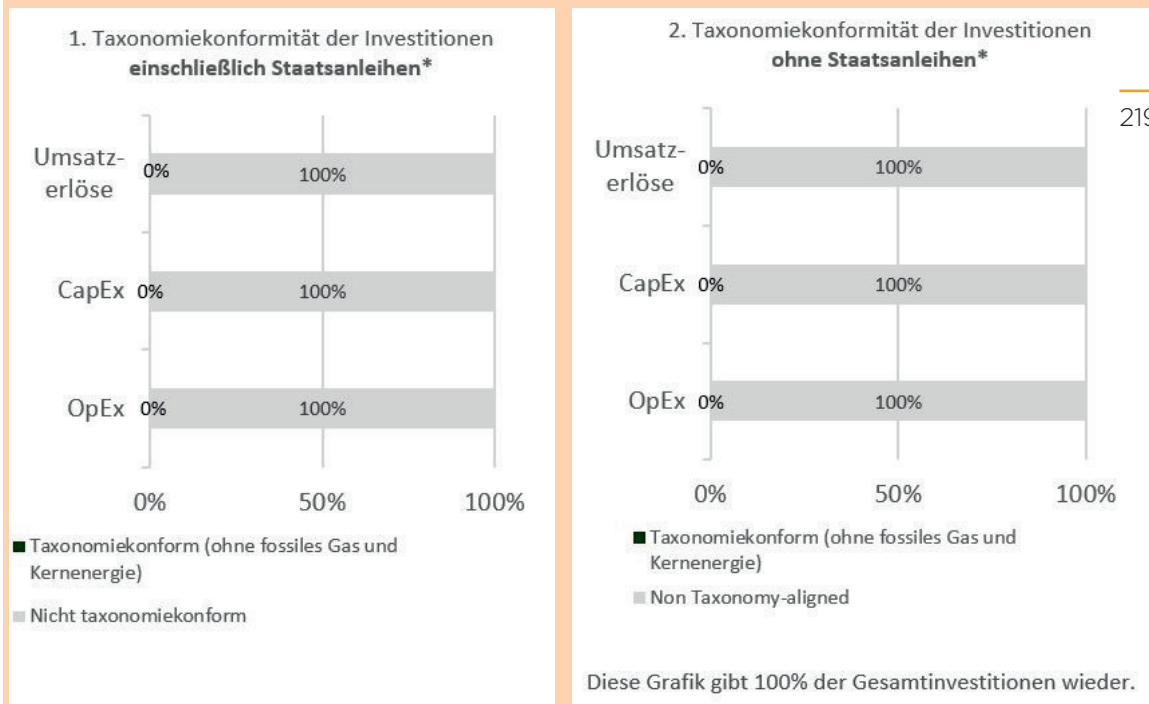 1. Taxonomiekonformität der Investitionen
einschließlich Staatsanleihen*
Umsatz-
erlöse
0%
100%
CapEx
0%
100%
OpEx
0%
100%
0%
50%
100%
Taxonomiekonform (ohne fossiles Gas und
Kernenergie)
Nicht taxonomiekonform
2. Taxonomiekonformität der Investitionen
ohne Staatsanleihen*
Umsatz-
erlöse
0%
100%
CapEx
0%
100%
OpEx
0%
100%
0%
50%
100%
Taxonomiekonform (ohne fossiles Gas und
Kernenergie)
Non Taxonomy-aligned
Diese Grafik gibt 100% der Gesamtinvestitionen wieder.
219